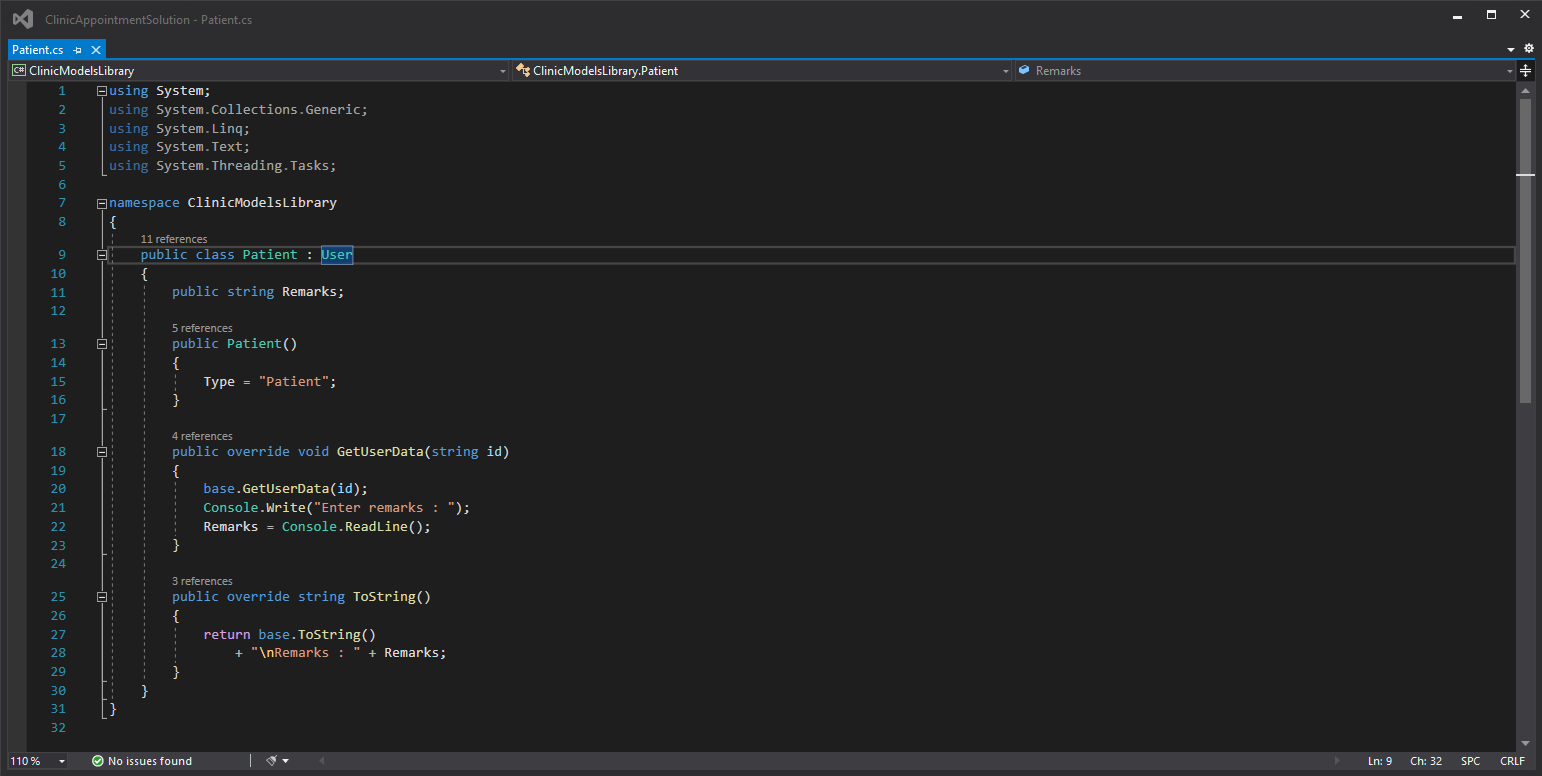 ClinicAppointmentSolution - Patient.cs
Patient.cs
C# ClinicModelsLibrary ClinicModelsLibrary.Patient Remarks
1 using System;
2 using System.Collections.Generic;
3 using System.Linq;
4 using System.Text;
5 using System.Threading.Tasks;
6
7 namespace ClinicModelsLibrary
8 {
11 references
9 public class Patient : User
10 {
11 public string Remarks;
12
5 references
13 public Patient()
14 {
15 Type = "Patient";
16 }
17
4 references
18 public override void GetUserData(string id)
19 {
20 base.GetUserData(id);
21 Console.Write("Enter remarks : ");
22 Remarks = Console.ReadLine();
23 }
24
3 references
25 public override string ToString()
26 {
27 return base.ToString()
28 + "\nRemarks : " + Remarks;
29 }
30 }
31 }
32
110 % No issues found Ln: 9 Ch: 32 SPC CRLF